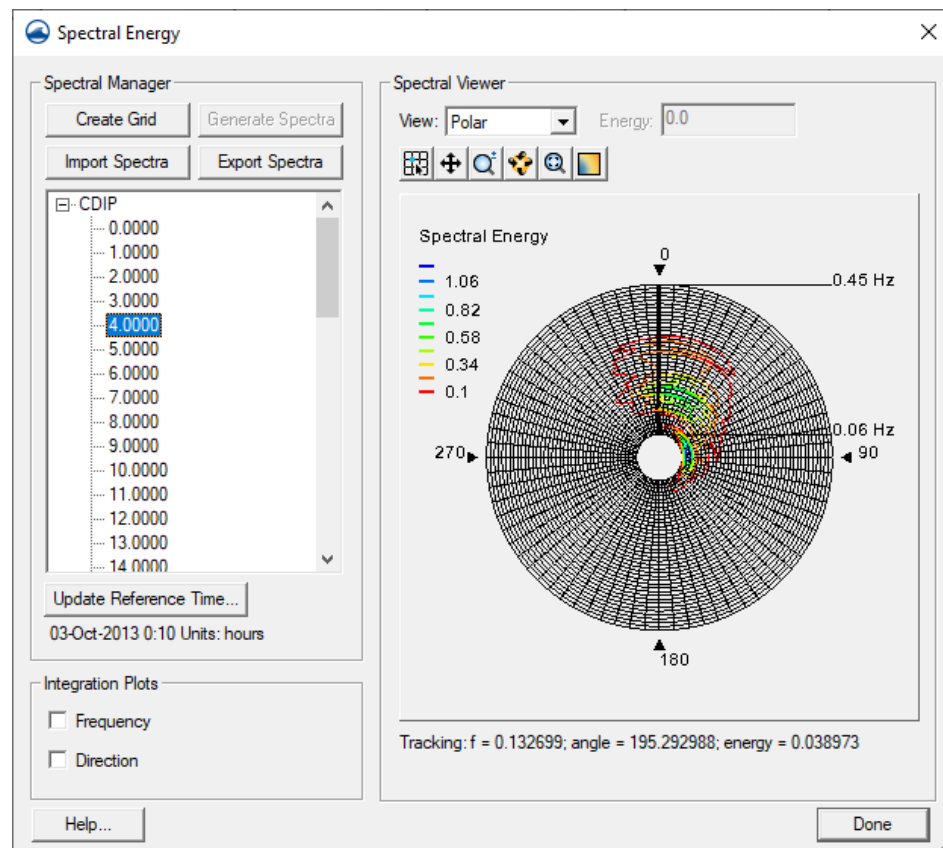 Spectral Energy
Spectral Manager
Create Grid
Generate Spectra
Import Spectra
Export Spectra
CDIP
0.0000
1.0000
2.0000
3.0000
4.0000
5.0000
6.0000
7.0000
8.0000
9.0000
10.0000
11.0000
12.0000
13.0000
14.0000
Update Reference Time...
03-Oct-2013 0:10 Units: hours
Integration Plots
Frequency
Direction
Help...
Spectral Viewer
View: Polar
Energy: 0.0
Spectral Energy
1.06
0.82
0.58
0.34
0.1
0
0.45 Hz
0.06 Hz
270
90
180
Tracking: f = 0.132699; angle = 195.292988; energy = 0.038973
Done